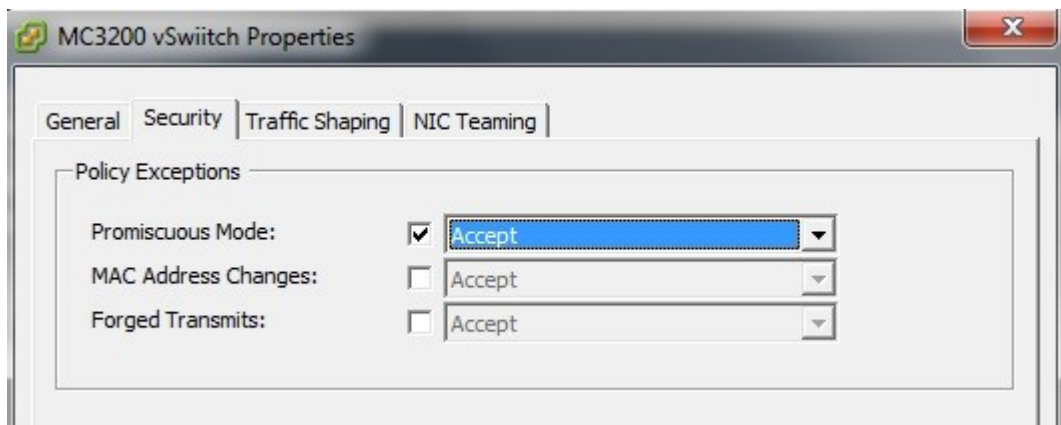 MC3200 vSwiitch Properties
General Security Traffic Shaping NIC Teaming
Policy Exceptions
Promiscuous Mode: Accept
MAC Address Changes: Accept
Forged Transmits: Accept